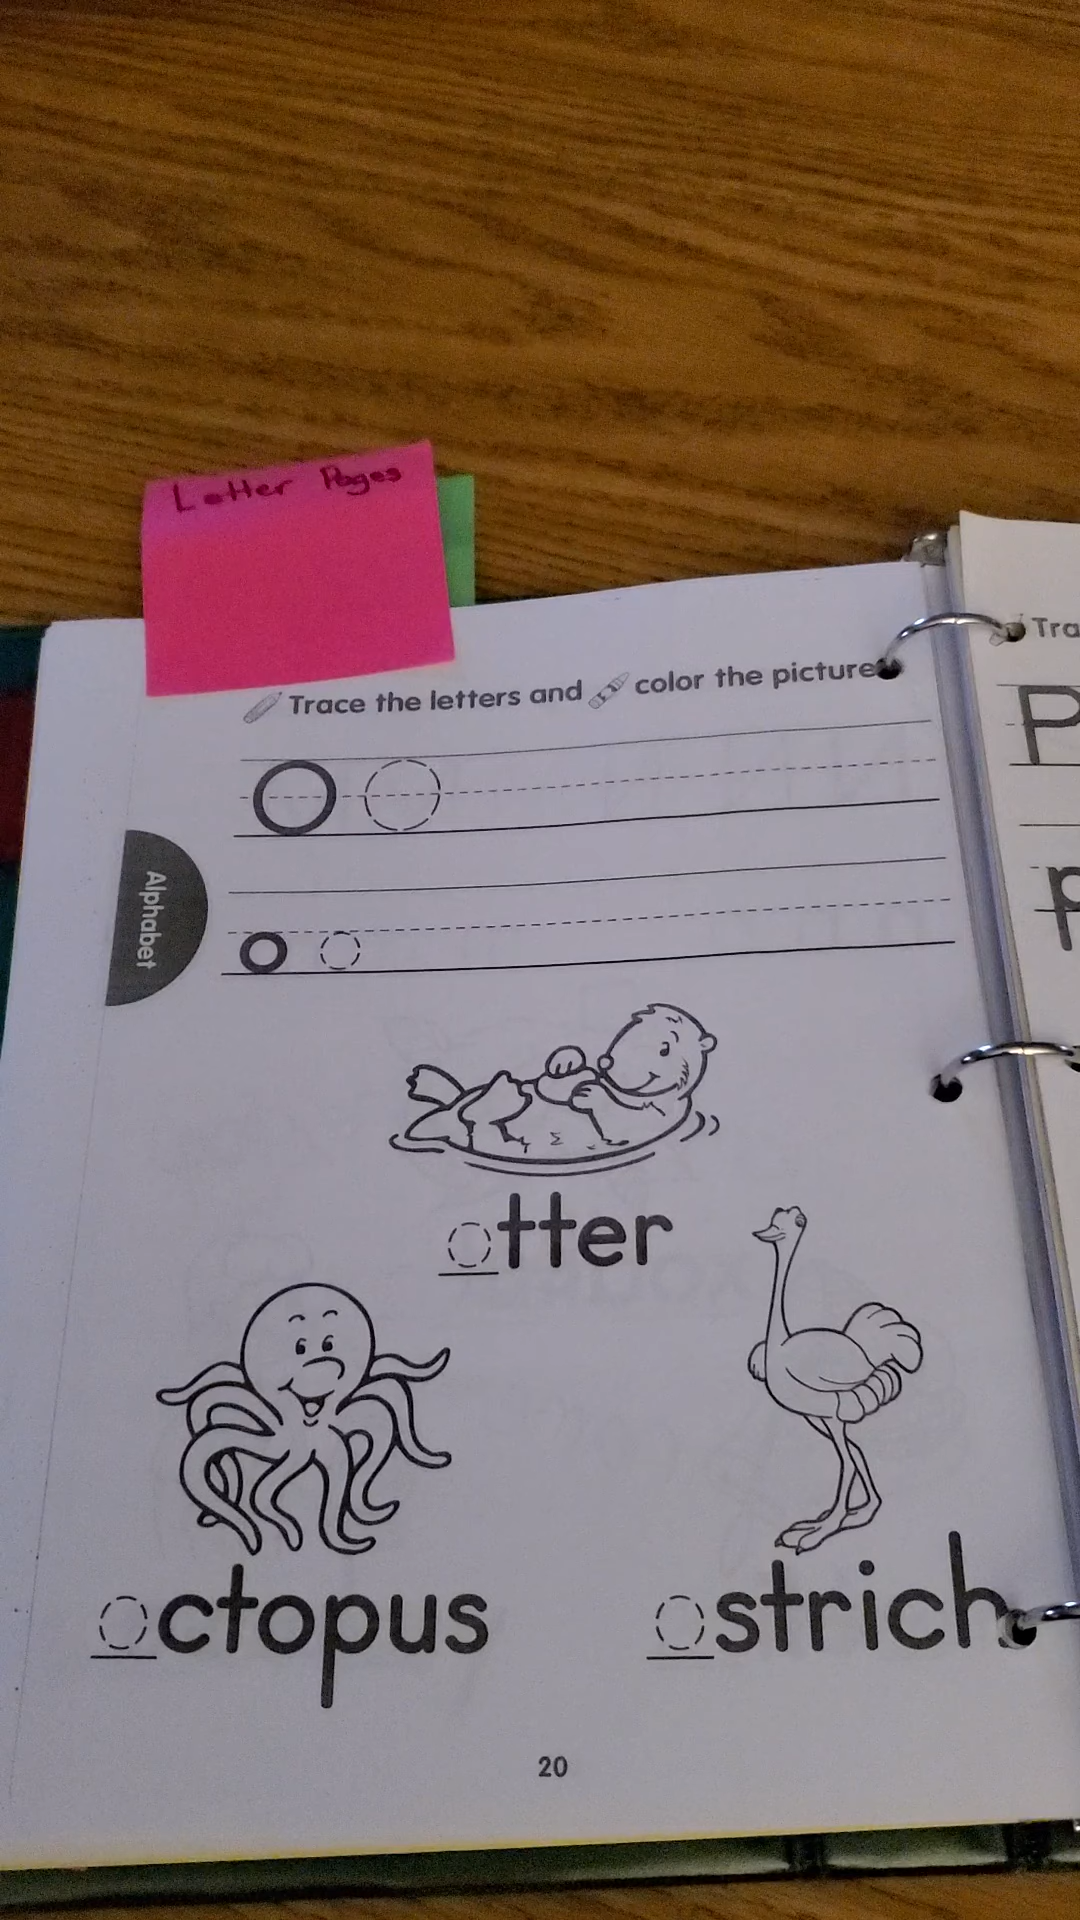 Letter Pages
Trace the letters and color the picture
Tra
O O
P
Alphabet
o o
p
otter
octopus
ostrich
20